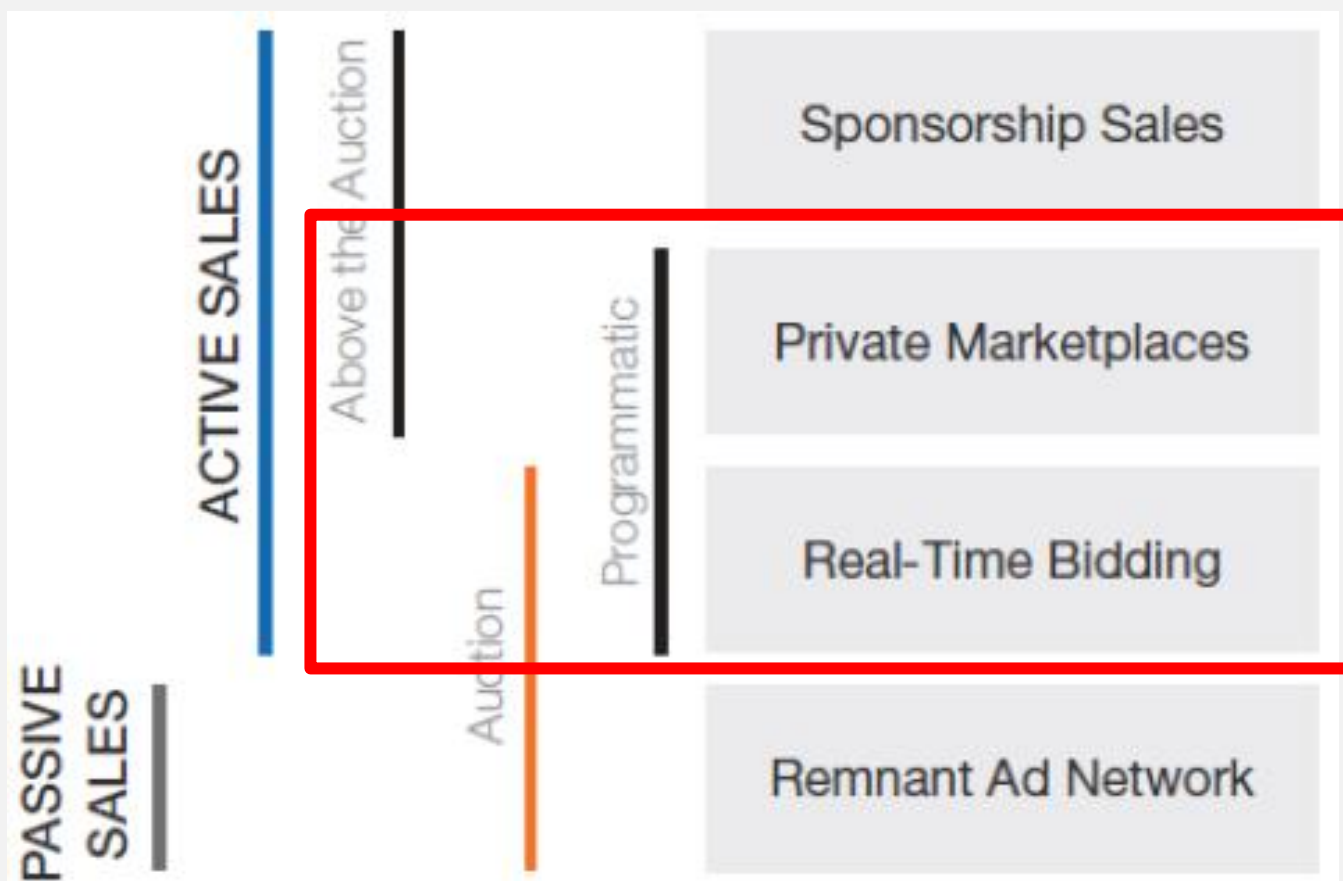 ACTIVE SALES
PASSIVE
SALES
Above the Auction
Auction
Programmatic
Sponsorship Sales
Private Marketplaces
Real-Time Bidding
Remnant Ad Network